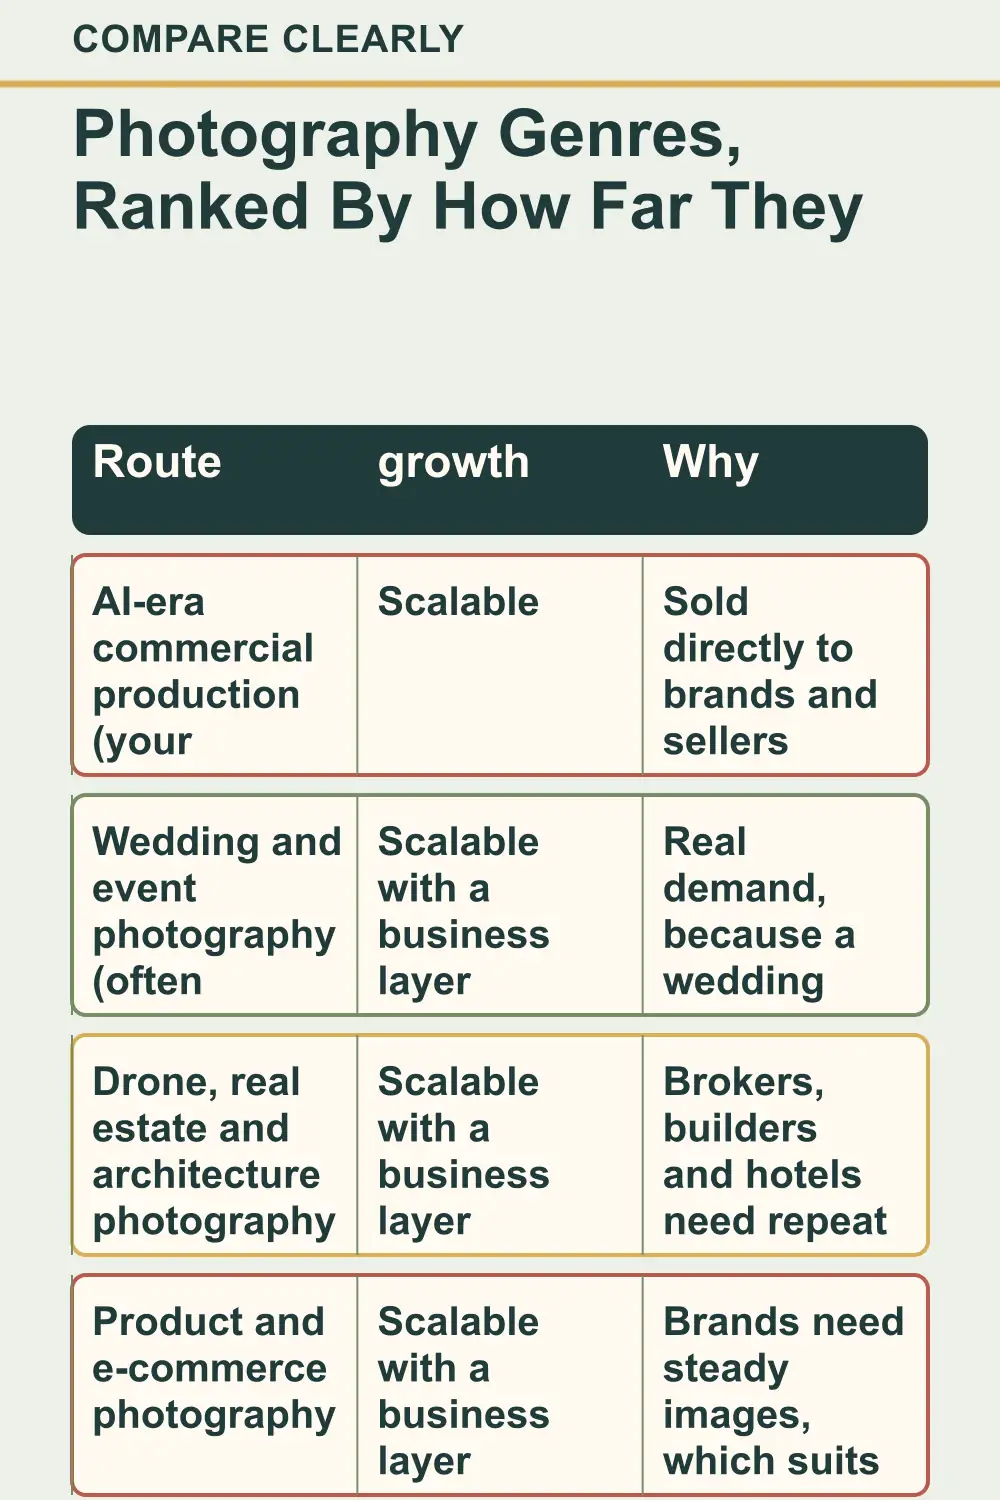 COMPARE CLEARLY
Photography Genres,
Ranked By How Far They
Route growth Why
AI-era
commercial
production
(your
Scalable
Sold
directly to
brands and
sellers
Wedding and
event
photography
(often
Scalable
with a
business
layer
Real
demand,
because a
wedding
Drone, real
estate and
architecture
photography
Scalable
with a
business
layer
Brokers,
builders
and hotels
need repeat
Product and
e-commerce
photography
Scalable
with a
business
layer
Brands need
steady
images,
which suits